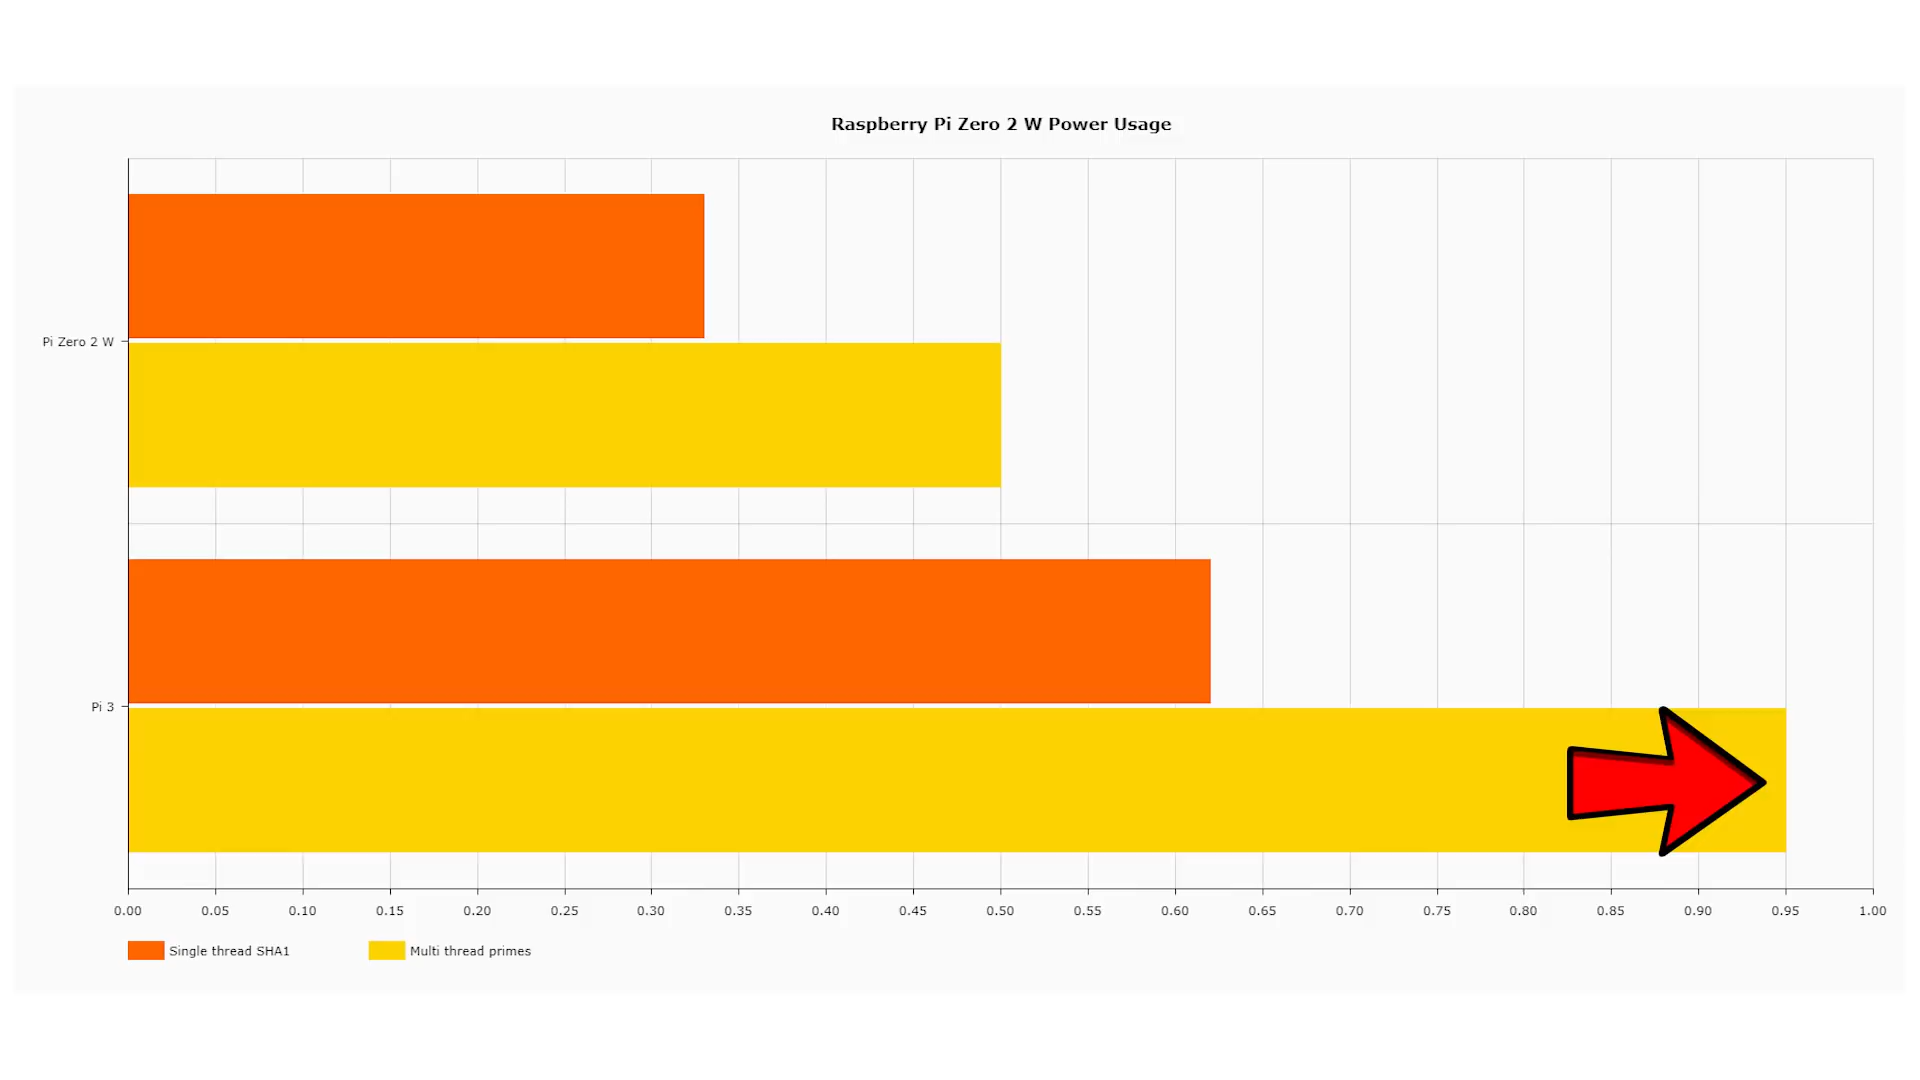 Raspberry Pi Zero 2 W Power Usage
Pi Zero 2 W
Pi 3
0.00 0.05 0.10 0.15 0.20 0.25 0.30 0.35 0.40 0.45 0.50 0.55 0.60 0.65 0.70 0.75 0.80 0.85 0.90 0.95 1.00
Single thread SHA1 Multi thread primes